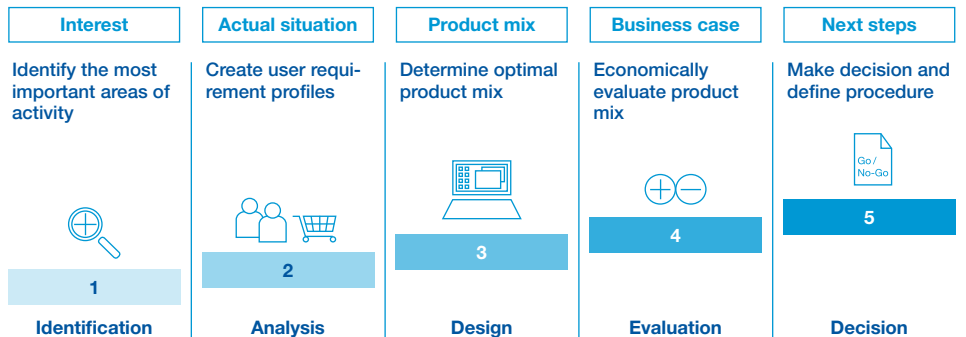 Interest
Identify the most
important areas of
activity
1
Identification
Actual situation
Create user requi-
rement profiles
2
Analysis
Product mix
Determine optimal
product mix
3
Design
Business case
Economically
evaluate product
mix
4
Evaluation
Next steps
Make decision and
define procedure
Go /
No-Go
5
Decision